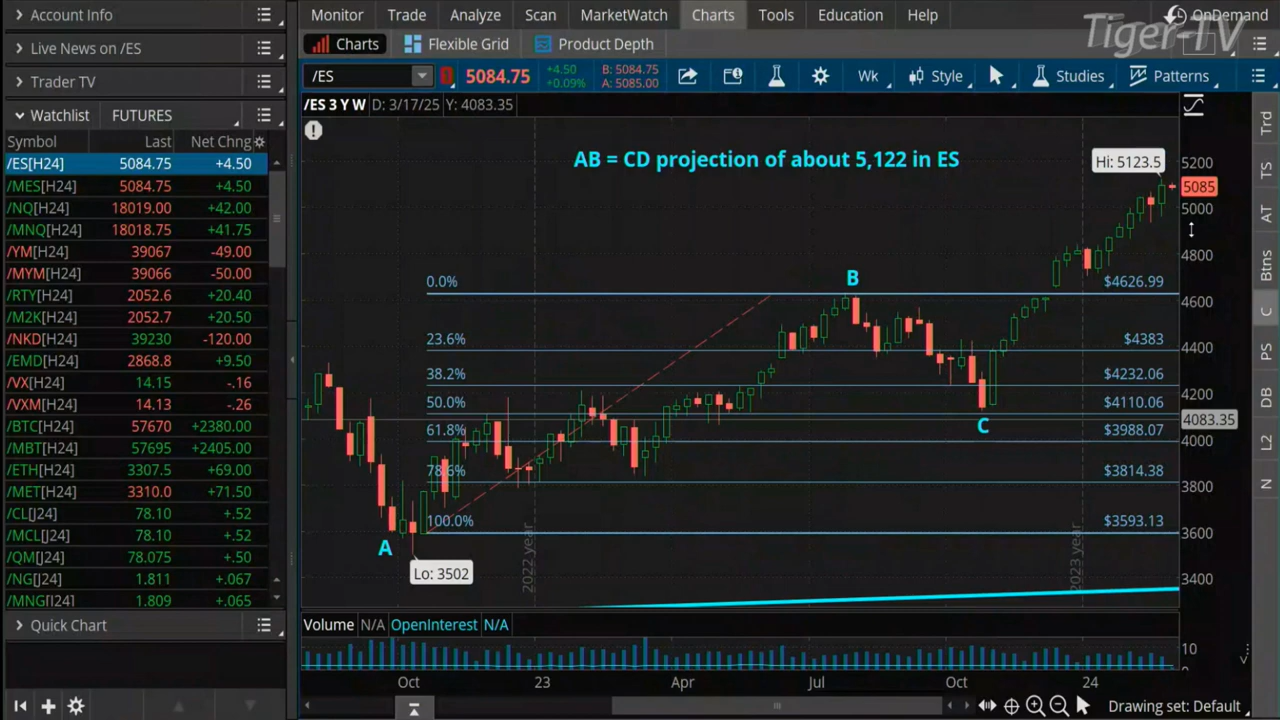 Account Info
Live News on /ES
Trader TV
Watchlist FUTURES
Symbol Last Net Chng
/ES[H24] 5084.75 +4.50
/MES[H24] 5084.75 +4.50
/NQ[H24] 18019.00 +42.00
/MNQ[H24] 18018.75 +41.75
/YM[H24] 39067 -49.00
/MYM[H24] 39066 -50.00
/RTY[H24] 2052.6 +20.40
/M2K[H24] 2052.7 +20.50
/NKD[H24] 39230 -120.00
/EMD[H24] 2868.8 +9.50
/VX[H24] 14.15 -.16
/VXM[H24] 14.13 -.26
/BTC[H24] 57670 +2380.00
/MBT[H24] 57695 +2405.00
/ETH[H24] 3307.5 +69.00
/MET[H24] 3310.0 +71.50
/CL[J24] 78.10 +.52
/MCL[J24] 78.10 +.52
/QM[J24] 78.075 +.50
/NG[J24] 1.811 +.067
/MNG[J24] 1.809 +.065
Quick Chart
Monitor Trade Analyze Scan MarketWatch Charts Tools Education Help OnDemand
Tiger-TV
Charts Flexible Grid Product Depth
/ES 5084.75 +4.50 +0.09% B: 5084.75 A: 5085.00 Wk Style Studies Patterns
/ES 3 Y W D: 3/17/25 Y: 4083.35
AB = CD projection of about 5,122 in ES
Hi: 5123.5
5200
5085
5000
4800
4600
4400
4200
4083.35
4000
3800
3600
3400
B
0.0% $4626.99
23.6% $4383
38.2% $4232.06
50.0% $4110.06
C
61.8% $3988.07
78.6% $3814.38
100.0% $3593.13
A
Lo: 3502
2022 year
2023 year
Volume N/A OpenInterest N/A
10
0
Oct 23 Apr Jul Oct 24
Drawing set: Default
Trd
TS
AT
Btns
C
PS
DB
L2
N